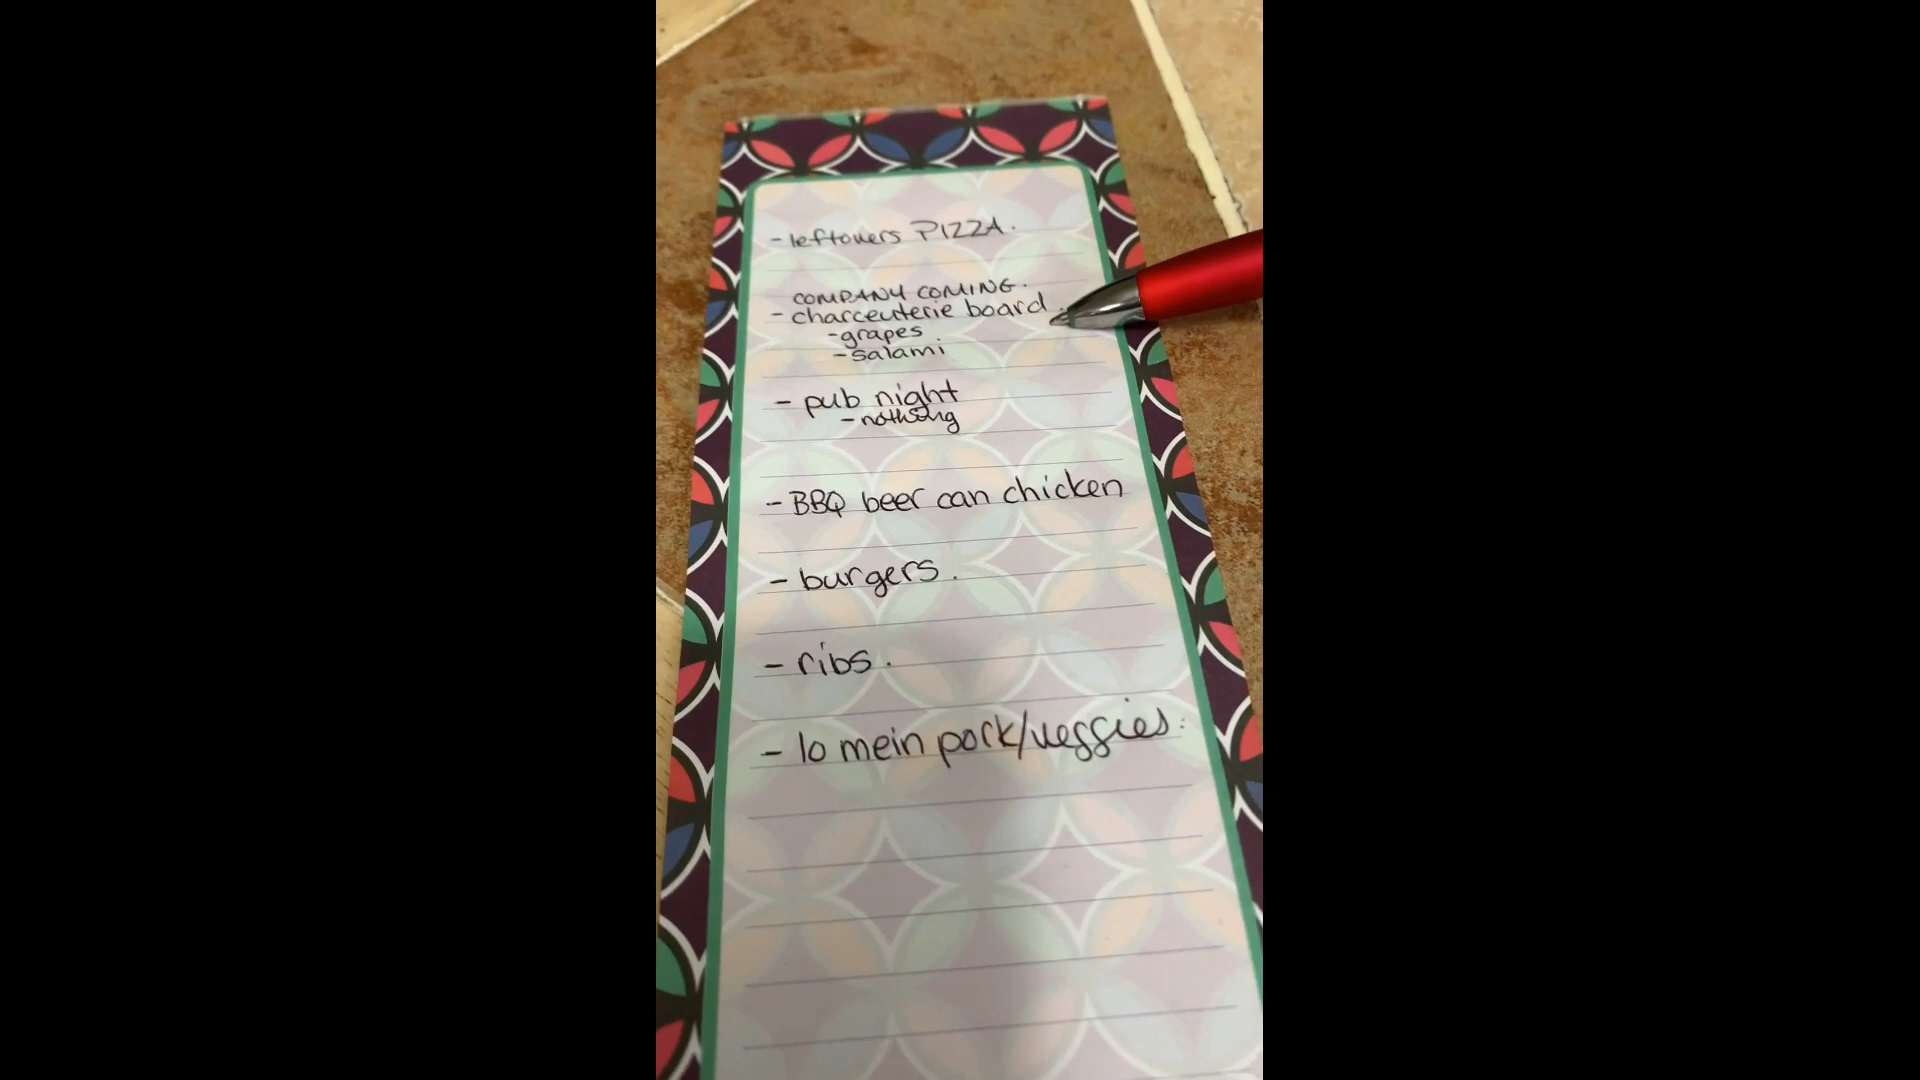 - leftovers PIZZA.
COMPANY COMING.
- charceuterie board.
- grapes
- salami
- pub night
- nothing
- BBQ beer can chicken
- burgers.
- ribs.
- lo mein pork/veggies.